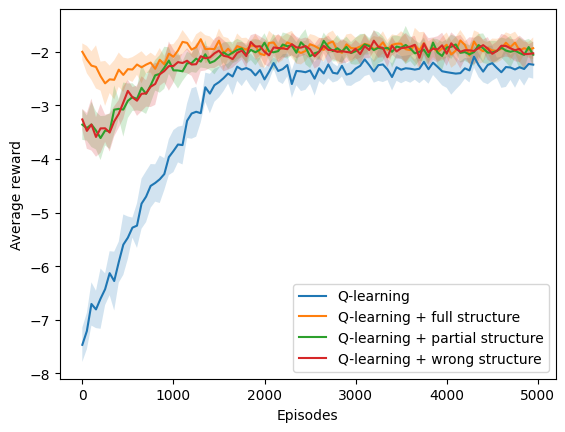 Average reward
−2
−3
−4
−5
−6
−7
−8
0
1000
2000
3000
4000
5000
Episodes
Q-learning
Q-learning + full structure
Q-learning + partial structure
Q-learning + wrong structure